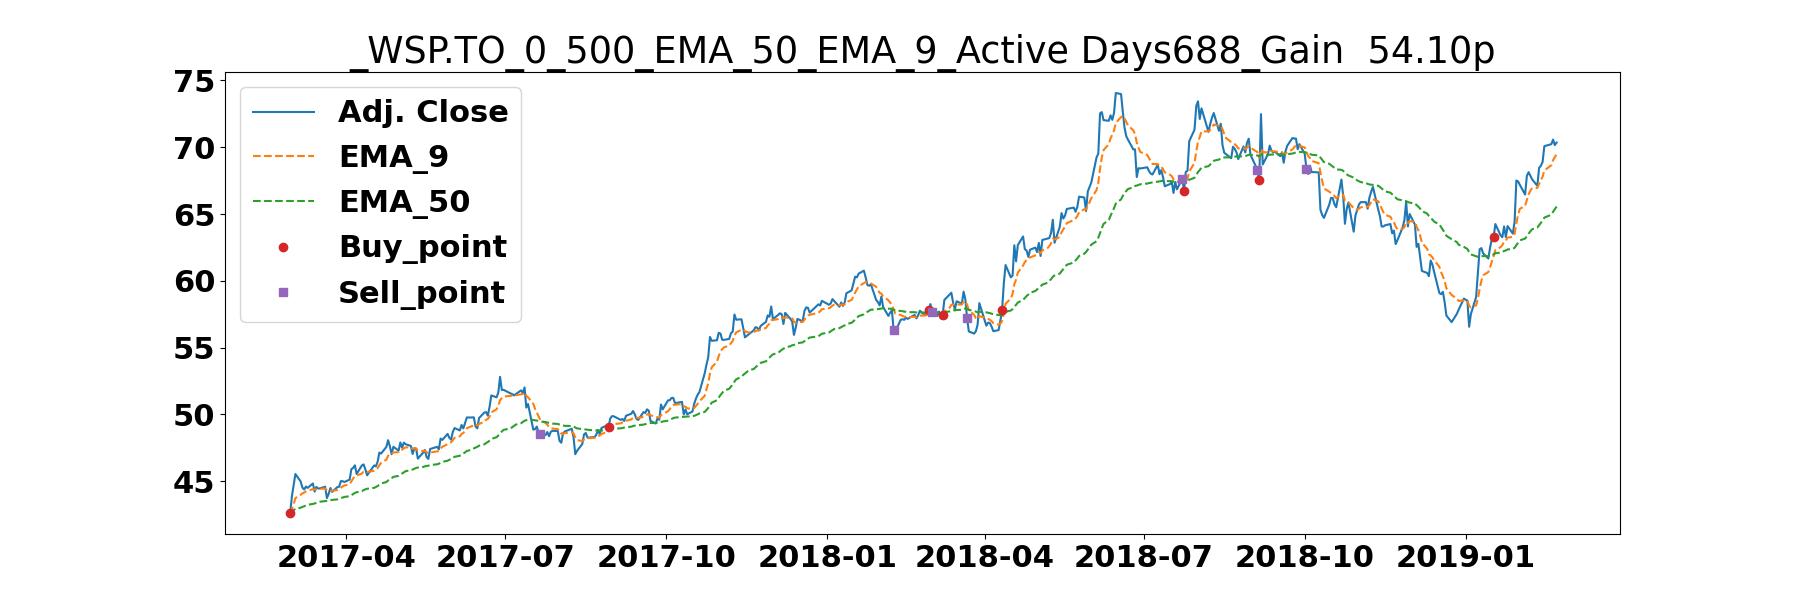 _WSP.TO_0_500_EMA_50_EMA_9_Active Days688_Gain  54.10p
75
70
65
60
55
50
45
Adj. Close
EMA_9
EMA_50
Buy_point
Sell_point
2017-04 2017-07 2017-10 2018-01 2018-04 2018-07 2018-10 2019-01